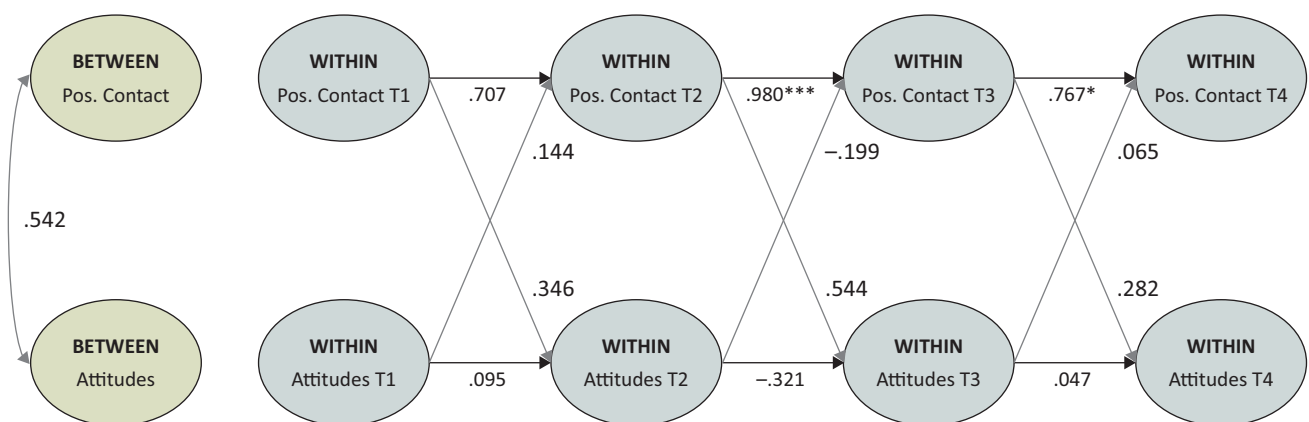 BETWEEN
Pos. Contact
WITHIN
Pos. Contact T1
WITHIN
Pos. Contact T2
WITHIN
Pos. Contact T3
WITHIN
Pos. Contact T4
.707
.980***
.767*
.144
–.199
.065
.542
.346
.544
.282
BETWEEN
Attitudes
WITHIN
Attitudes T1
WITHIN
Attitudes T2
WITHIN
Attitudes T3
WITHIN
Attitudes T4
.095
–.321
.047